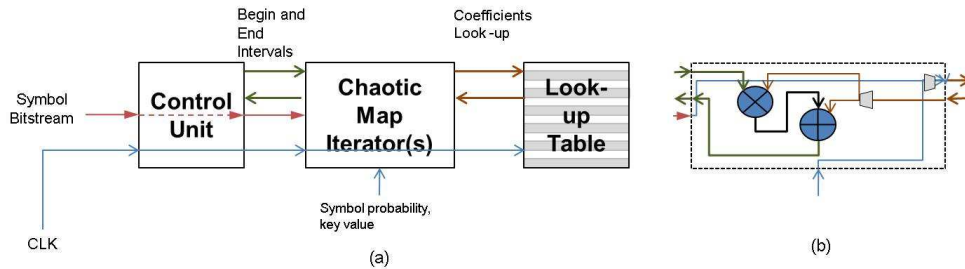 Begin and
End
Intervals
Coefficients
Look-up
Symbol
Bitstream
Control
Unit
Chaotic
Map
Iterator(s)
Look-
up
Table
Symbol probability,
key value
CLK
(a)
(b)